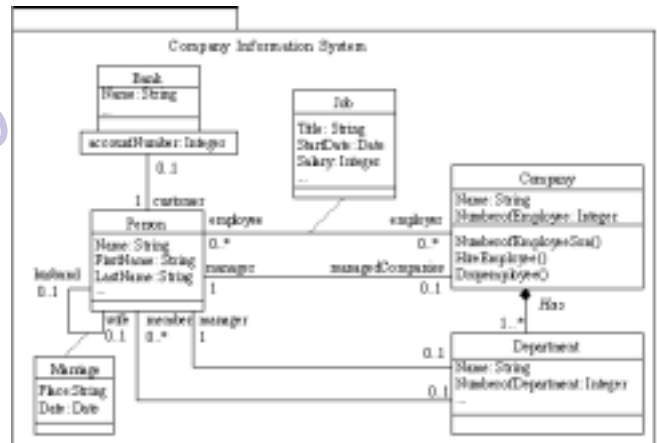 Company Information System
Bank
Name: String
...
accountNumber: Integer
0..1
1 customer
Job
Title: String
StartDate: Date
Salary: Integer
...
Company
Name: String
NumberofEmployee: Integer
NumberofEmployeeSon()
HireEmployee()
Dropemployee()
Person
Name: String
FirstName: String
LastName: String
...
employee
0..*
employer
0..*
manager
1
managedCompanies
0..1
husband
0..1
wife
0..1
member
0..*
manager
1
Has
1..*
Marriage
Place:String
Date: Date
0..1
0..1
Department
Name: String
NumberofDepartment: Integer
...